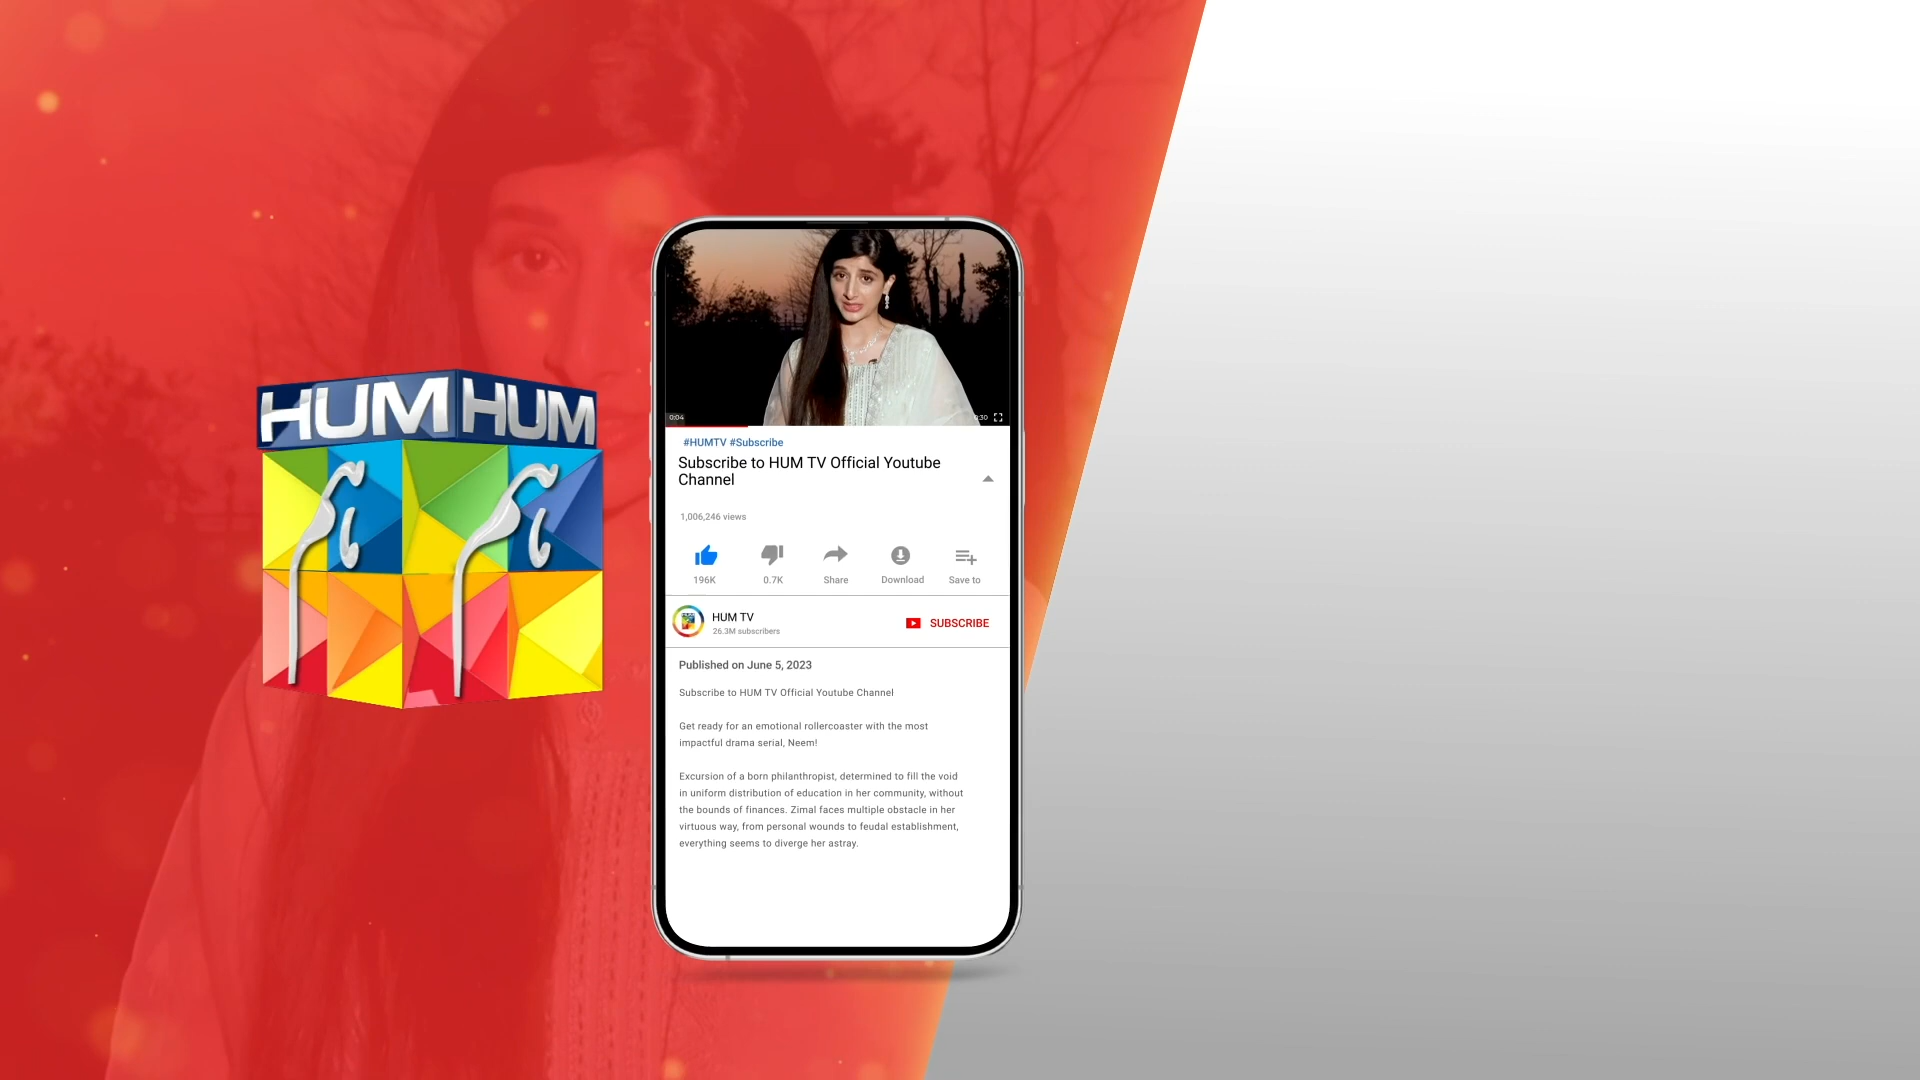 HUM HUM
ہم ہم
0:04
0:30
#HUMTV #Subscribe
Subscribe to HUM TV Official Youtube
Channel
1,006,246 views
196K
0.7K
Share
Download
Save to
HUM TV
26.3M subscribers
SUBSCRIBE
Published on June 5, 2023
Subscribe to HUM TV Official Youtube Channel
Get ready for an emotional rollercoaster with the most
impactful drama serial, Neem!
Excursion of a born philanthropist, determined to fill the void
in uniform distribution of education in her community, without
the bounds of finances. Zimal faces multiple obstacle in her
virtuous way, from personal wounds to feudal establishment,
everything seems to diverge her astray.